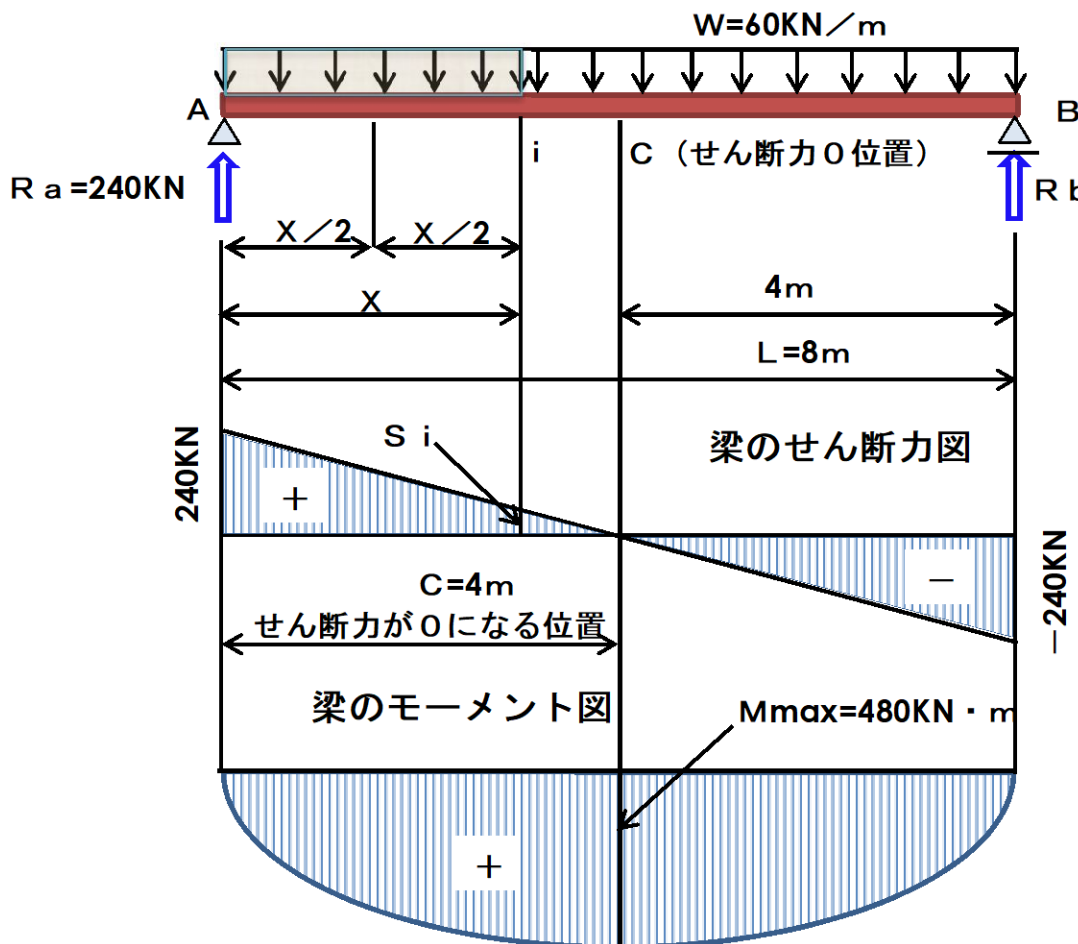 W=60KN／m
A
B
i
C（せん断力０位置）
Ｒａ=240KN
Ｒb
X／2
X／2
X
4m
L=8m
Ｓｉ
梁のせん断力図
240KN
＋
－
－240KN
C=4m
せん断力が０になる位置
梁のモーメント図
Mmax=480KN・m
＋